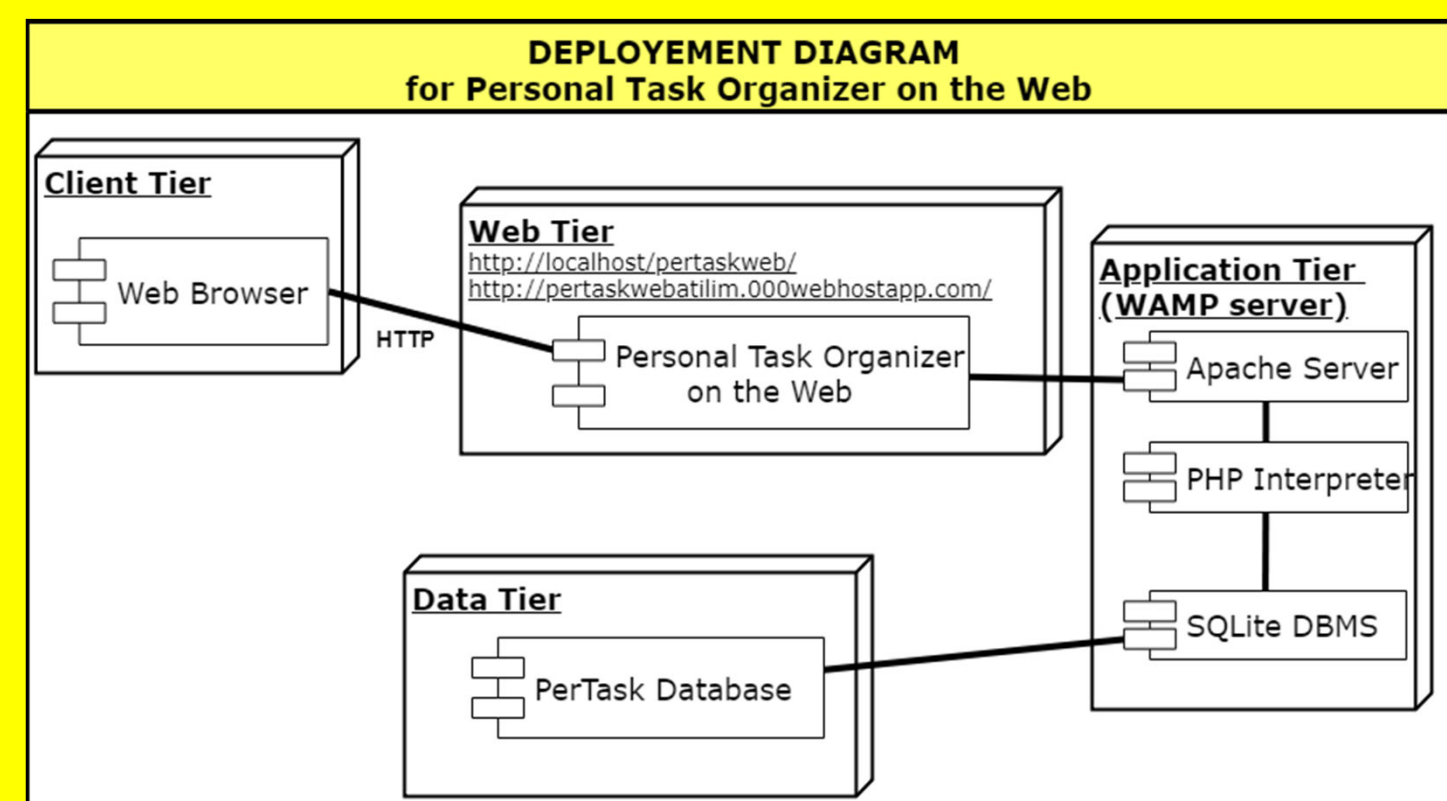 DEPLOYEMENT DIAGRAM
for Personal Task Organizer on the Web
Client Tier
Web Browser
HTTP
Web Tier
http://localhost/pertaskweb/
http://pertaskwebatilim.000webhostapp.com/
Personal Task Organizer
on the Web
Application Tier
(WAMP server)
Apache Server
PHP Interpreter
SQLite DBMS
Data Tier
PerTask Database